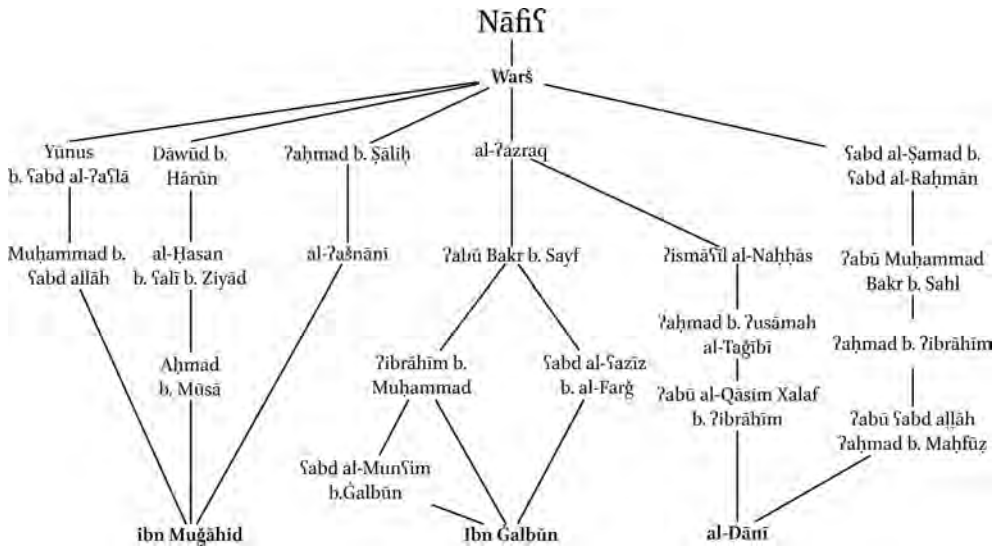 Nāfiʕ
Warš
Yūnus
b. ʕabd al-ʔaʕlā
Dāwūd b.
Hārūn
ʔaḥmad b. Ṣāliḥ
al-ʔazraq
ʕabd al-Ṣamad b.
ʕabd al-Raḥmān
Muḥammad b.
ʕabd allāh
al-Ḥasan
b. ʕalī b. Ziyād
al-ʔašnānī
ʔabū Bakr b. Sayf
ʔismāʕīl al-Naḥḥās
ʔabū Muḥammad
Bakr b. Sahl
Aḥmad
b. Mūsā
ʔibrāhīm b.
Muḥammad
ʕabd al-ʕazīz
b. al-Farǧ
ʔaḥmad b. ʔusāmah
al-Taǧībī
ʔaḥmad b. ʔibrāhīm
ʔabū al-Qāsim Xalaf
b. ʔibrāhīm
ʔabū ʕabd aḷḷāh
ʔaḥmad b. Maḥfūẓ
ʕabd al-Munʕim
b.Ġalbūn
ibn Muǧāhid
Ibn Ġalbūn
al-Dānī